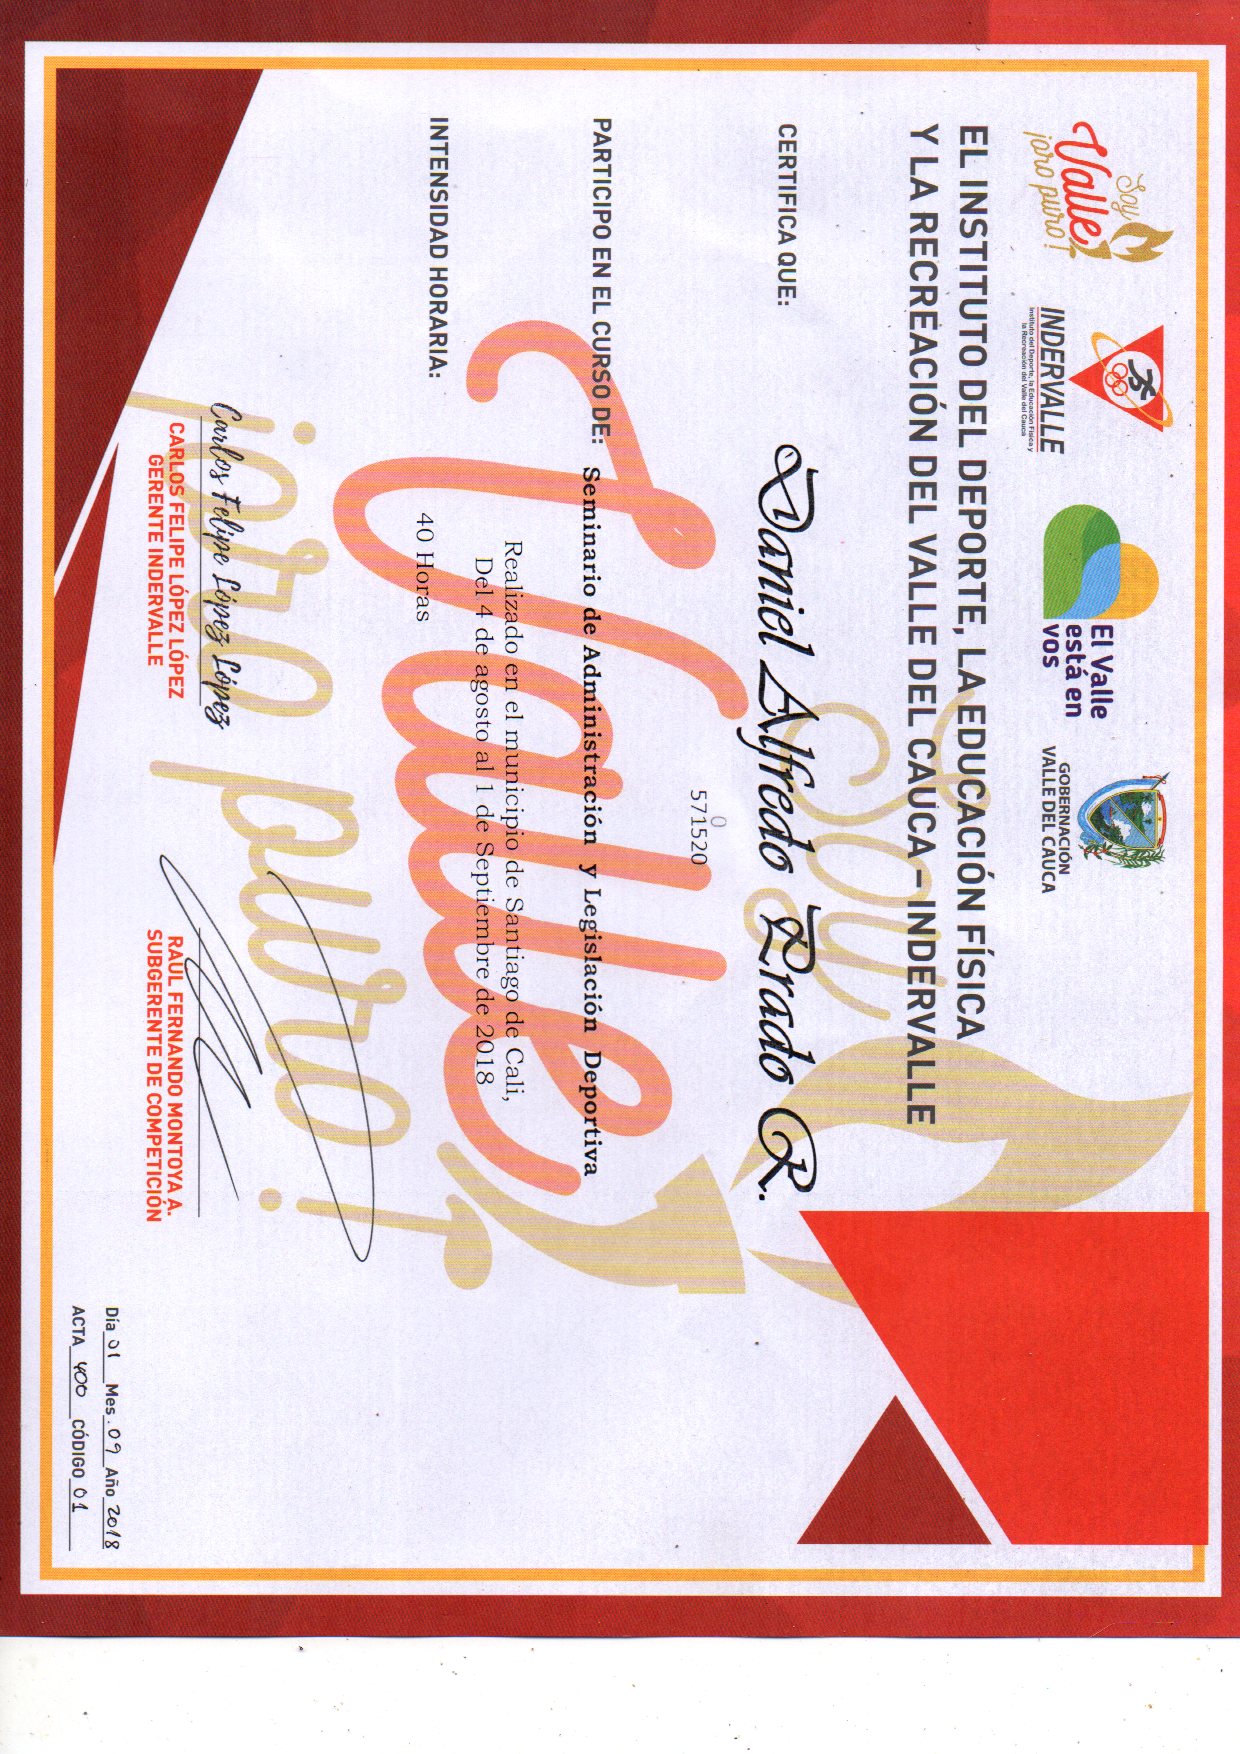 Soy
Valle
¡oro puro!
INDERVALLE
Instituto del Deporte, la Educación Física y
la Recreación del Valle del Cauca
El Valle
está en
vos
GOBERNACIÓN
VALLE DEL CAUCA
EL INSTITUTO DEL DEPORTE, LA EDUCACIÓN FÍSICA
Y LA RECREACIÓN DEL VALLE DEL CAUCA – INDERVALLE
Soy
Valle
¡oro puro!
CERTIFICA QUE: Daniel Alfredo Prado R.
0
571520
PARTICIPO EN EL CURSO DE: Seminario de Administración y Legislación Deportiva
Realizado en el municipio de Santiago de Cali,
Del 4 de agosto al 1 de Septiembre de 2018
INTENSIDAD HORARIA: 40 Horas
Carlos Felipe López López
CARLOS FELIPE LÓPEZ LÓPEZ
GERENTE INDERVALLE
RAUL FERNANDO MONTOYA A.
SUBGERENTE DE COMPETICIÓN
Día 01 Mes 09 Año 2018
ACTA 400 CÓDIGO 01